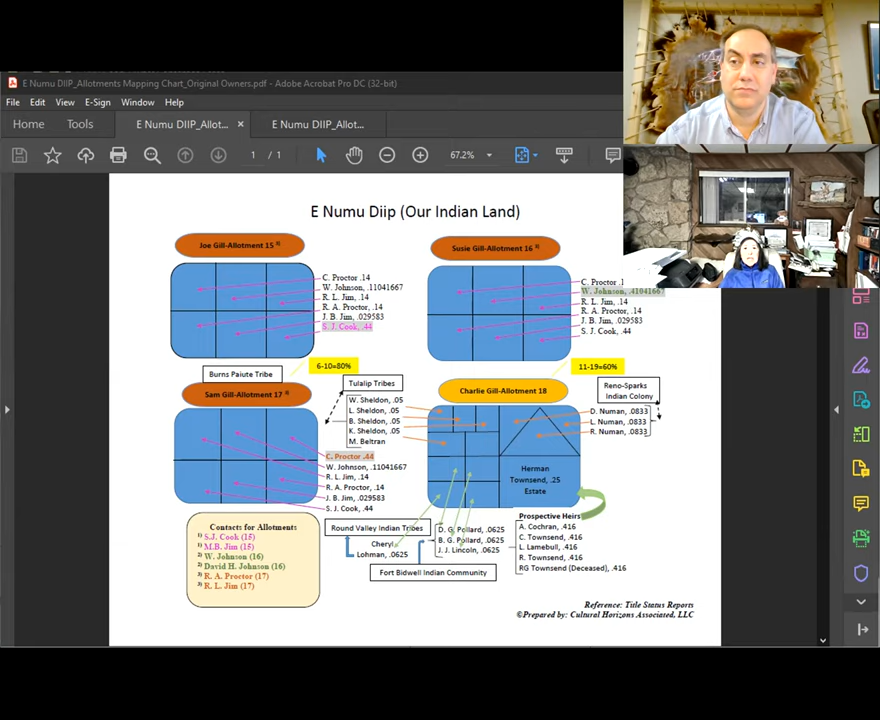 E Numu DIIP_Allotments Mapping Chart_Original Owners.pdf - Adobe Acrobat Pro DC (32-bit)
File Edit View E-Sign Window Help
Home Tools E Numu DIIP_Allot... × E Numu DIIP_Allot...
1 / 1 67.2%
E Numu Diip (Our Indian Land)
Joe Gill-Allotment 15
C. Proctor .14
W. Johnson, .11041667
R. L. Jim, .14
R. A. Proctor, .14
J. B. Jim, .029583
S. J. Cook, .44
Susie Gill-Allotment 16
C. Proctor .1
W. Johnson, .41041667
R. L. Jim, .14
R. A. Proctor, .14
J. B. Jim, .029583
S. J. Cook, .44
6-10=80%
11-19=60%
Burns Paiute Tribe
Sam Gill-Allotment 17
C. Proctor .44
W. Johnson, .11041667
R. L. Jim, .14
R. A. Proctor, .14
J. B. Jim, .029583
S. J. Cook, .44
Tulalip Tribes
W. Sheldon, .05
L. Sheldon, .05
B. Sheldon, .05
K. Sheldon, .05
M. Beltran
Charlie Gill-Allotment 18
Reno-Sparks
Indian Colony
D. Numan, .0833
L. Numan, .0833
R. Numan, .0833
Herman
Townsend, .25
Estate
Contacts for Allotments
1) S.J. Cook (15)
1) M.B. Jim (15)
2) W. Johnson (16)
2) David H. Johnson (16)
3) R. A. Proctor (17)
3) R. L. Jim (17)
Round Valley Indian Tribes
Cheryl
Lohman, .0625
D. G. Pollard, .0625
B. G. Pollard, .0625
J. J. Lincoln, .0625
Fort Bidwell Indian Community
Prospective Heirs
A. Cochran, .416
C. Townsend, .416
L. Lamebull, .416
R. Townsend, .416
RG Townsend (Deceased), .416
Reference: Title Status Reports
©Prepared by: Cultural Horizons Associated, LLC